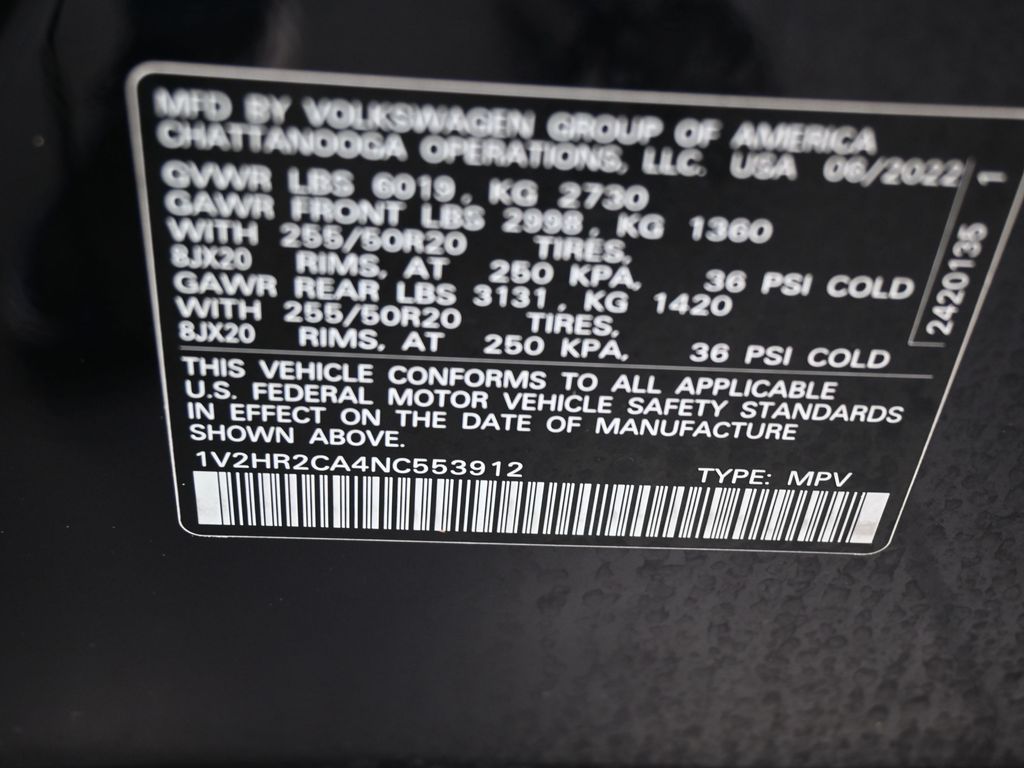 MFD BY VOLKSWAGEN GROUP OF AMERICA
CHATTANOOGA OPERATIONS, LLC. USA 06/2022
GVWR LBS 6019, KG 2730
GAWR FRONT LBS 2998, KG 1360
WITH 255/50R20 TIRES,
8JX20 RIMS, AT 250 KPA, 36 PSI COLD
GAWR REAR LBS 3131, KG 1420
WITH 255/50R20 TIRES,
8JX20 RIMS, AT 250 KPA, 36 PSI COLD
2420135 1
THIS VEHICLE CONFORMS TO ALL APPLICABLE
U.S. FEDERAL MOTOR VEHICLE SAFETY STANDARDS
IN EFFECT ON THE DATE OF MANUFACTURE
SHOWN ABOVE.
1V2HR2CA4NC553912 TYPE: MPV